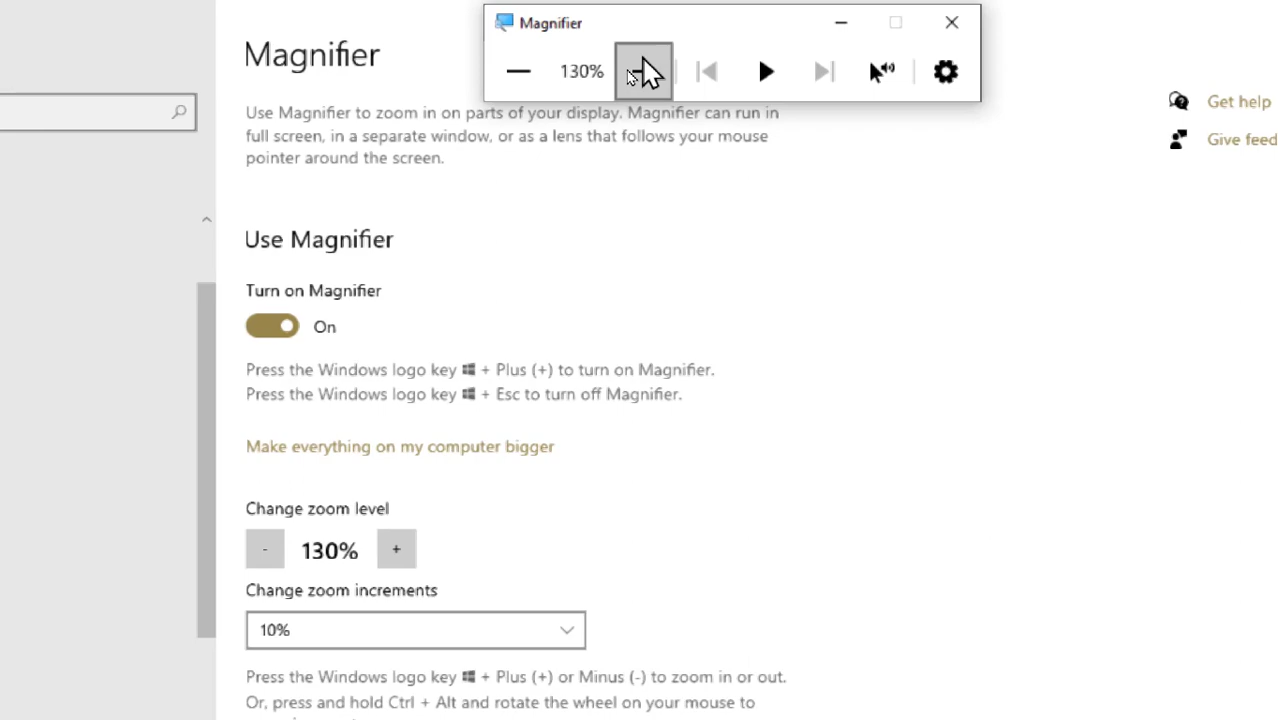 Magnifier
130%
Magnifier
Use Magnifier to zoom in on parts of your display. Magnifier can run in
full screen, in a separate window, or as a lens that follows your mouse
pointer around the screen.
Get help
Give feed
Use Magnifier
Turn on Magnifier
On
Press the Windows logo key + Plus (+) to turn on Magnifier.
Press the Windows logo key + Esc to turn off Magnifier.
Make everything on my computer bigger
Change zoom level
- 130% +
Change zoom increments
10%
Press the Windows logo key + Plus (+) or Minus (-) to zoom in or out.
Or, press and hold Ctrl + Alt and rotate the wheel on your mouse to